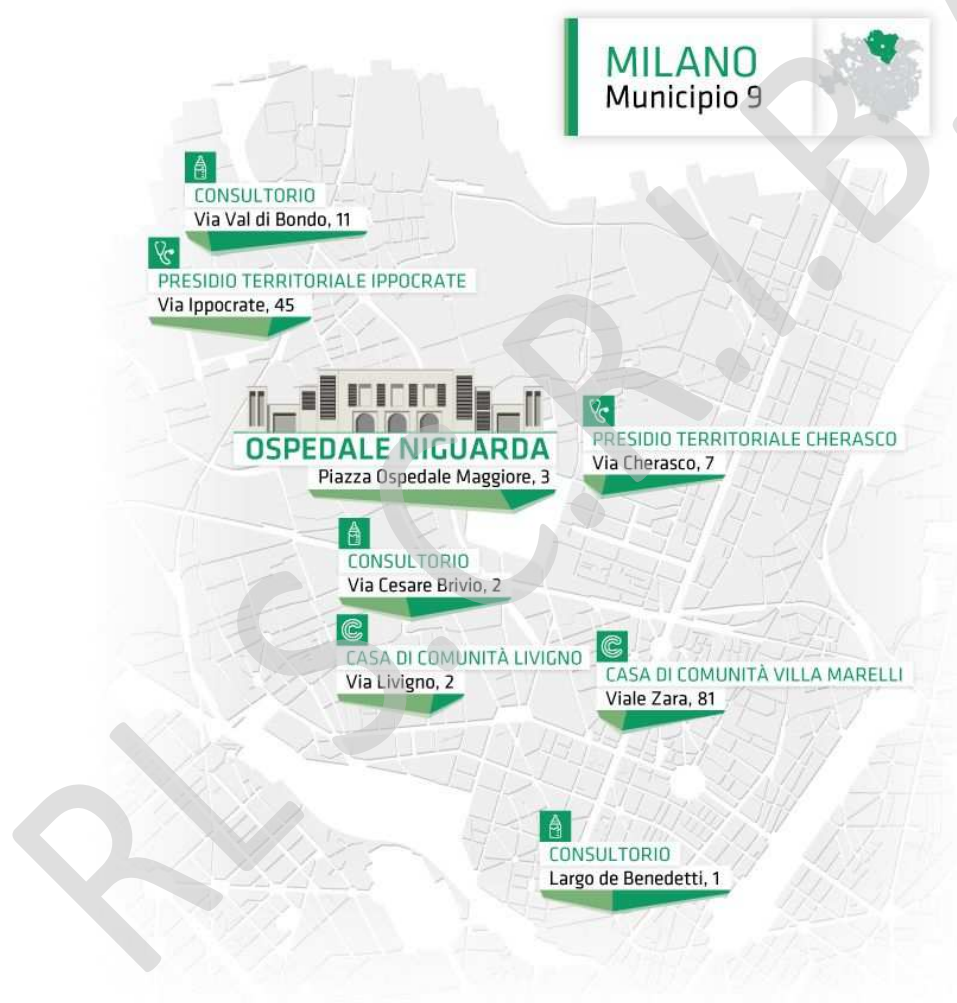 MILANO
Municipio 9
CONSULTORIO
Via Val di Bondo, 11
PRESIDIO TERRITORIALE IPPOCRATE
Via Ippocrate, 45
OSPEDALE NIGUARDA
Piazza Ospedale Maggiore, 3
PRESIDIO TERRITORIALE CHERASCO
Via Cherasco, 7
CONSULTORIO
Via Cesare Brivio, 2
CASA DI COMUNITÀ LIVIGNO
Via Livigno, 2
CASA DI COMUNITÀ VILLA MARELLI
Viale Zara, 81
CONSULTORIO
Largo de Benedetti, 1
RL S.C.R.I.B.